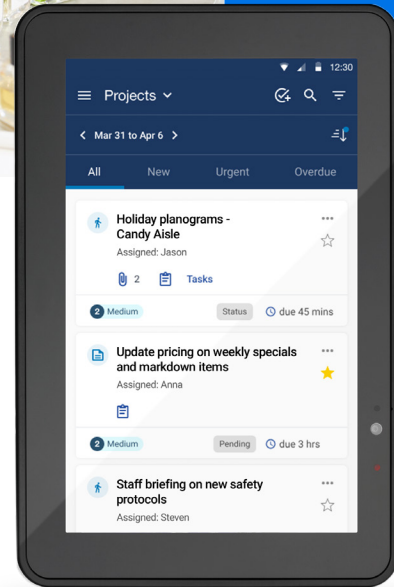 12:30
Projects
Mar 31 to Apr 6
All New Urgent Overdue
Holiday planograms -
Candy Aisle
Assigned: Jason
2 Tasks
2 Medium Status due 45 mins
Update pricing on weekly specials
and markdown items
Assigned: Anna
2 Medium Pending due 3 hrs
Staff briefing on new safety
protocols
Assigned: Steven